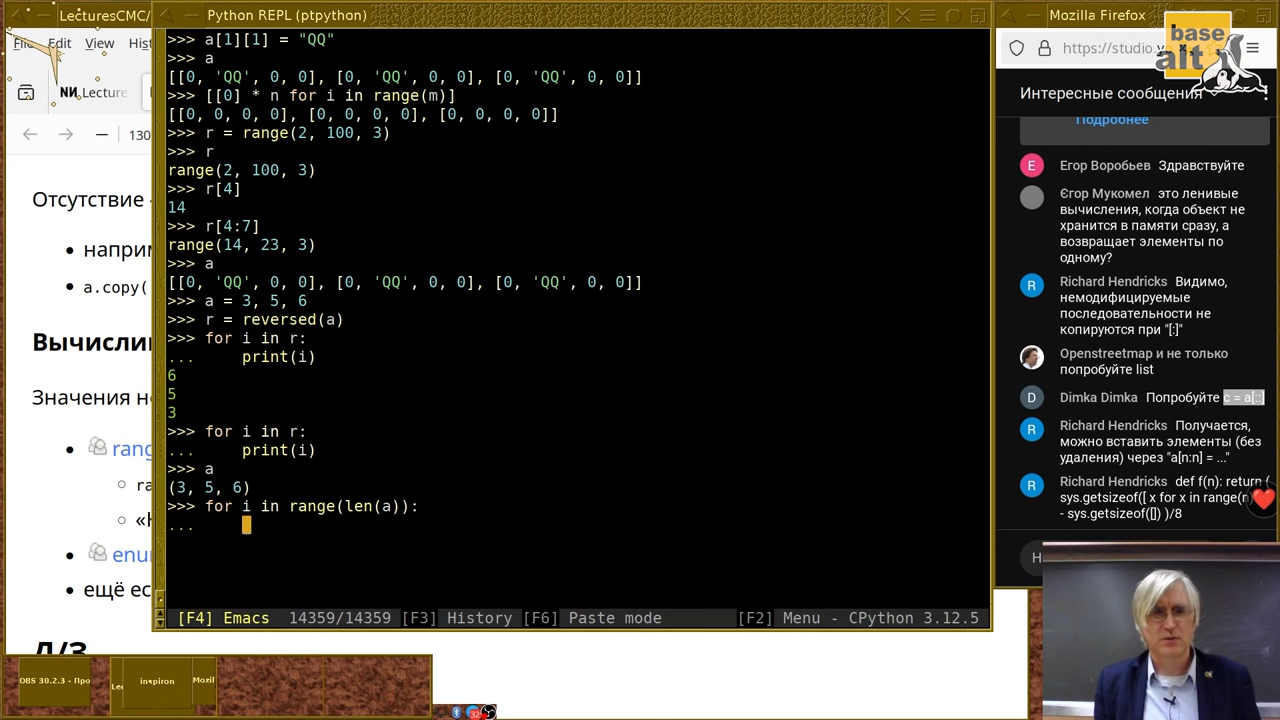 LecturesCMC/
Python REPL (ptpython)
Mozilla Firefox
File Edit View Hist
Lecture
130
Отсутствие
наприм
a.copy(
Вычисли
Значения н
rang
ra
enum
ещё ес
Д/З
>>> a[1][1] = "QQ"
>>> a
[[0, 'QQ', 0, 0], [0, 'QQ', 0, 0], [0, 'QQ', 0, 0]]
>>> [[0] * n for i in range(m)]
[[0, 0, 0, 0], [0, 0, 0, 0], [0, 0, 0, 0]]
>>> r = range(2, 100, 3)
>>> r
range(2, 100, 3)
>>> r[4]
14
>>> r[4:7]
range(14, 23, 3)
>>> a
[[0, 'QQ', 0, 0], [0, 'QQ', 0, 0], [0, 'QQ', 0, 0]]
>>> a = 3, 5, 6
>>> r = reversed(a)
>>> for i in r:
...     print(i)
6
5
3
>>> for i in r:
...     print(i)
>>> a
(3, 5, 6)
>>> for i in range(len(a)):
...
[F4] Emacs 14359/14359 [F3] History [F6] Paste mode [F2] Menu - CPython 3.12.5
https://studio.y
base
alt
Интересные сообщения
Подробнее
Егор Воробьев Здравствуйте
Єгор Мукомел это ленивые
вычисления, когда объект не
хранится в памяти сразу, а
возвращает элементы по
одному?
Richard Hendricks Видимо,
немодифицируемые
последовательности не
копируются при "[:]"
Openstreetmap и не только
попробуйте list
Dimka Dimka Попробуйте c = a[::]
Richard Hendricks Получается,
можно вставить элементы (без
удаления) через "a[n:n] = ..."
Richard Hendricks def f(n): return (
sys.getsizeof([ x for x in range(n
- sys.getsizeof([]) )/8
Н
DBS 30.2.3 - Про
Lec
inspiron
Mozil